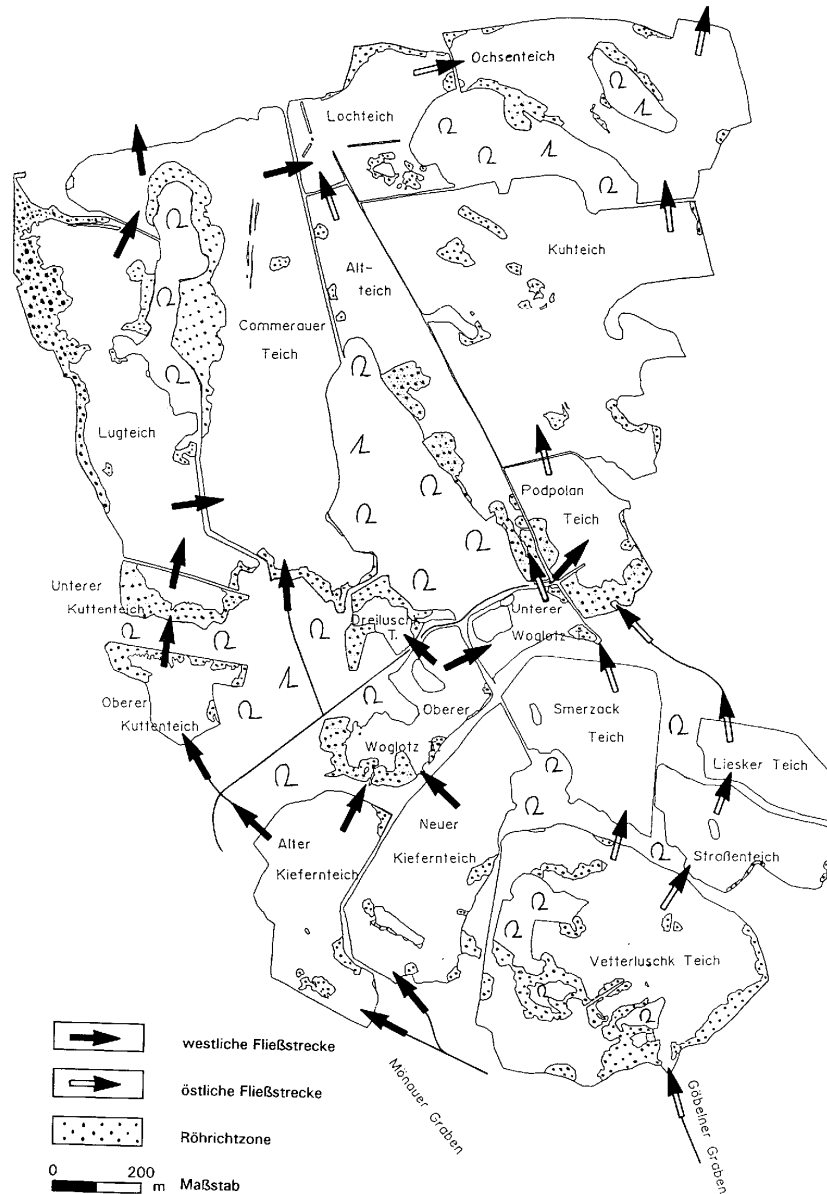 Ochsenteich
Lochteich
Kuhteich
Alt-
teich
Commerauer
Teich
Lugteich
Podpolan
Teich
Unterer
Kuttenteich
Dreiluschk
T.
Unterer
Woglotz T.
Oberer
Kuttenteich
Oberer
Woglotz T.
Smerzack
Teich
Liesker Teich
Alter
Kiefernteich
Neuer
Kiefernteich
Straßenteich
Vetterluschk Teich
Mönauer Graben
Göbelner Graben
westliche Fließstrecke
östliche Fließstrecke
Röhrichtzone
0 200
m Maßstab